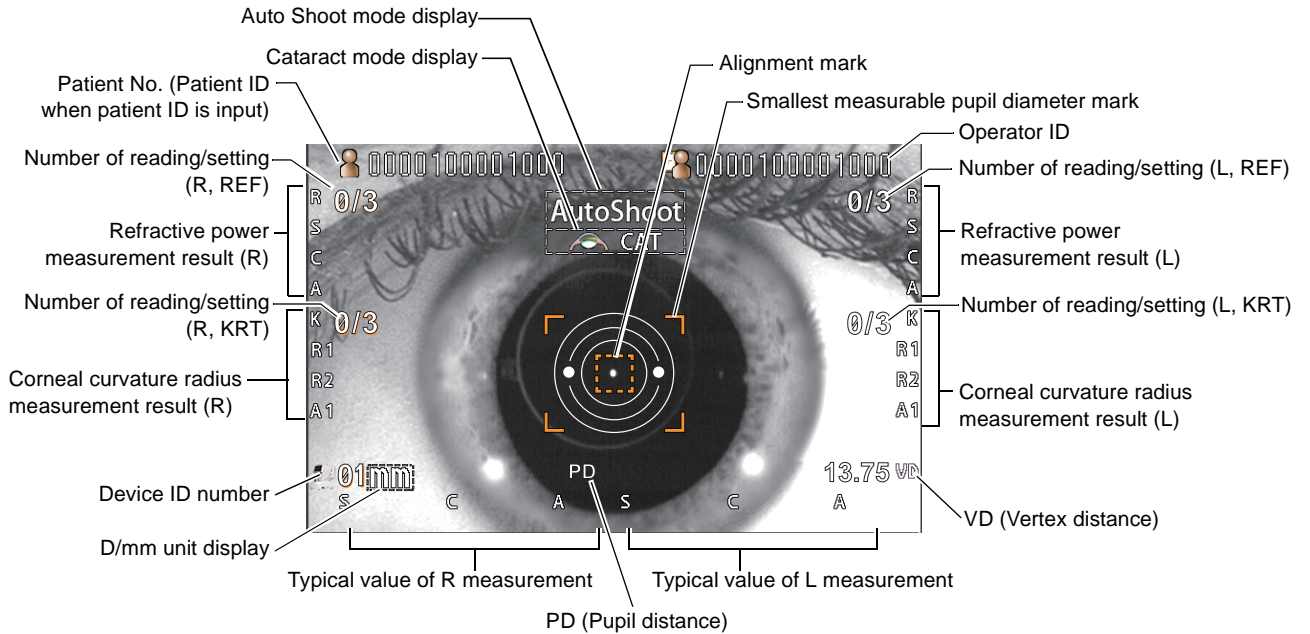 Auto Shoot mode display
Cataract mode display
Alignment mark
Patient No. (Patient ID
when patient ID is input)
Smallest measurable pupil diameter mark
Operator ID
0000100001000
0000100001000
Number of reading/setting
(R, REF)
Number of reading/setting (L, REF)
R
0/3
AutoShoot
0/3
R
S
CAT
S
Refractive power
measurement result (R)
Refractive power
measurement result (L)
C
C
A
A
Number of reading/setting
(R, KRT)
Number of reading/setting (L, KRT)
K
0/3
0/3
K
R1
R1
Corneal curvature radius
measurement result (R)
Corneal curvature radius
measurement result (L)
R2
R2
A1
A1
01
mm
PD
13.75 VD
Device ID number
S C A S C A
VD (Vertex distance)
D/mm unit display
Typical value of R measurement
Typical value of L measurement
PD (Pupil distance)